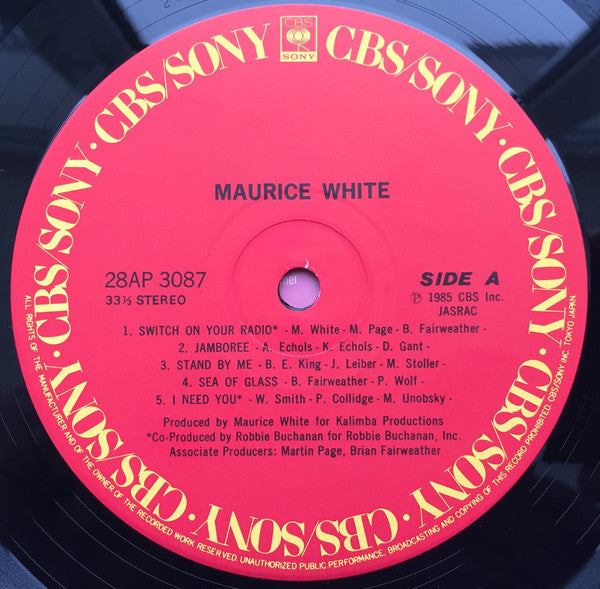 CBS
SONY
CBS/SONY · CBS/SONY · CBS/SONY · CBS/SONY · CBS/SONY · CBS/SONY · CBS/SONY · CBS/SONY
MAURICE WHITE
28AP 3087
33⅓ STEREO
SIDE A
Ⓟ 1985 CBS Inc.
JASRAC
1. SWITCH ON YOUR RADIO* - M. White - M. Page - B. Fairweather -
2. JAMBOREE - A. Echols - K. Echols - D. Gant -
3. STAND BY ME - B. E. King - J. Leiber - M. Stoller -
4. SEA OF GLASS - B. Fairweather - P. Wolf -
5. I NEED YOU* - W. Smith - P. Collidge - M. Unobsky -
Produced by Maurice White for Kalimba Productions
*Co-Produced by Robbie Buchanan for Robbie Buchanan, Inc.
Associate Producers: Martin Page, Brian Fairweather
ALL RIGHTS OF THE MANUFACTURER AND OF THE OWNER OF THE RECORDED WORK RESERVED. UNAUTHORIZED PUBLIC PERFORMANCE, BROADCASTING AND COPYING OF THIS RECORD PROHIBITED. CBS/SONY INC. TOKYO JAPAN.